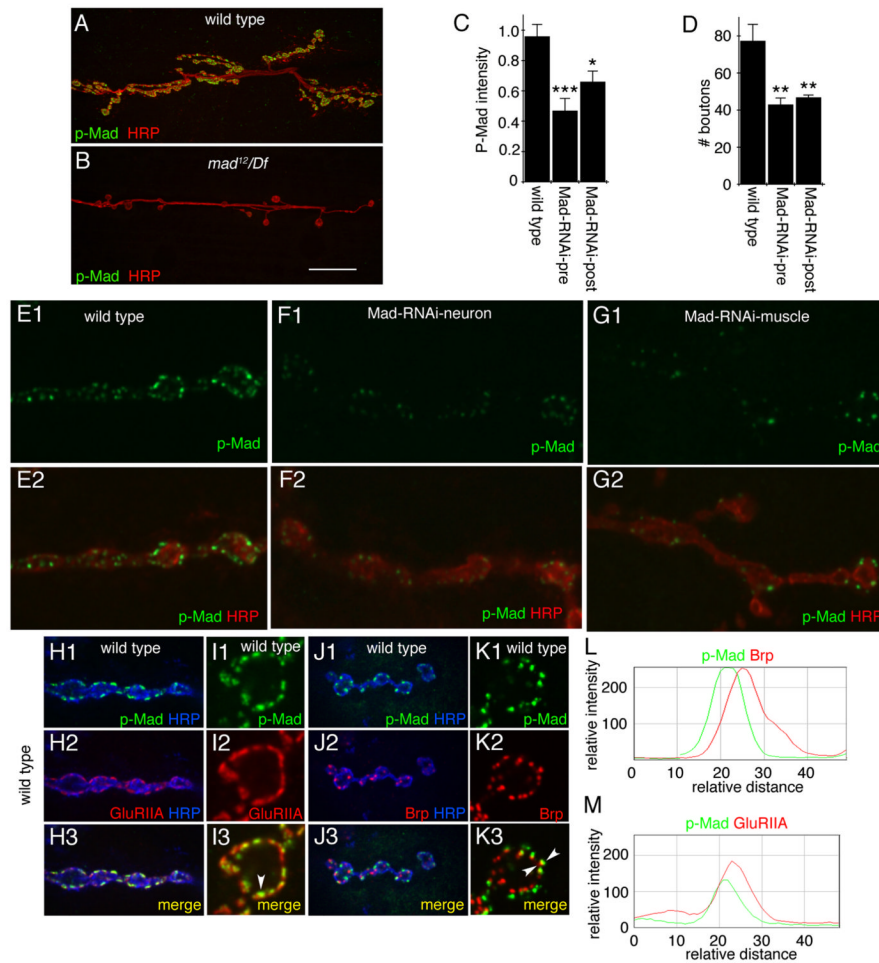 A
wild type
p-Mad HRP
B
mad¹²/Df
p-Mad HRP
C
P-Mad intensity
1.0
0.8
0.6
0.4
0.2
0
***
*
wild type
Mad-RNAi-pre
Mad-RNAi-post
D
# boutons
80
60
40
20
0
**
**
wild type
Mad-RNAi-pre
Mad-RNAi-post
E1
wild type
p-Mad
F1
Mad-RNAi-neuron
p-Mad
G1
Mad-RNAi-muscle
p-Mad
E2
p-Mad HRP
F2
p-Mad HRP
G2
p-Mad HRP
wild type
H1
wild type
p-Mad HRP
I1
wild type
p-Mad
J1
wild type
p-Mad HRP
K1
wild type
p-Mad
H2
GluRIIA HRP
I2
GluRIIA
J2
Brp HRP
K2
Brp
H3
merge
I3
merge
J3
merge
K3
merge
L
p-Mad Brp
relative intensity
200
100
0 10 20 30 40
relative distance
M
p-Mad GluRIIA
relative intensity
200
100
0
0 20 30 40
relative distance